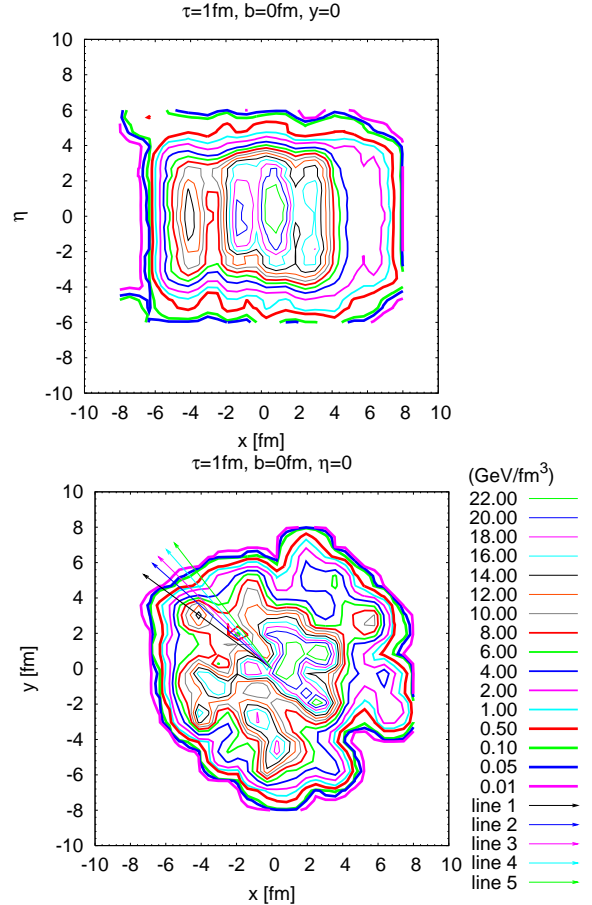 τ=1fm, b=0fm, y=0
10
8
6
4
2
0
-2
-4
-6
-8
-10
η
-10 -8 -6 -4 -2 0 2 4 6 8 10
x [fm]
τ=1fm, b=0fm, η=0
10
8
6
4
2
0
-2
-4
-6
-8
-10
y [fm]
-10 -8 -6 -4 -2 0 2 4 6 8 10
x [fm]
(GeV/fm³)
22.00
20.00
18.00
16.00
14.00
12.00
10.00
8.00
6.00
4.00
2.00
1.00
0.50
0.10
0.05
0.01
line 1
line 2
line 3
line 4
line 5